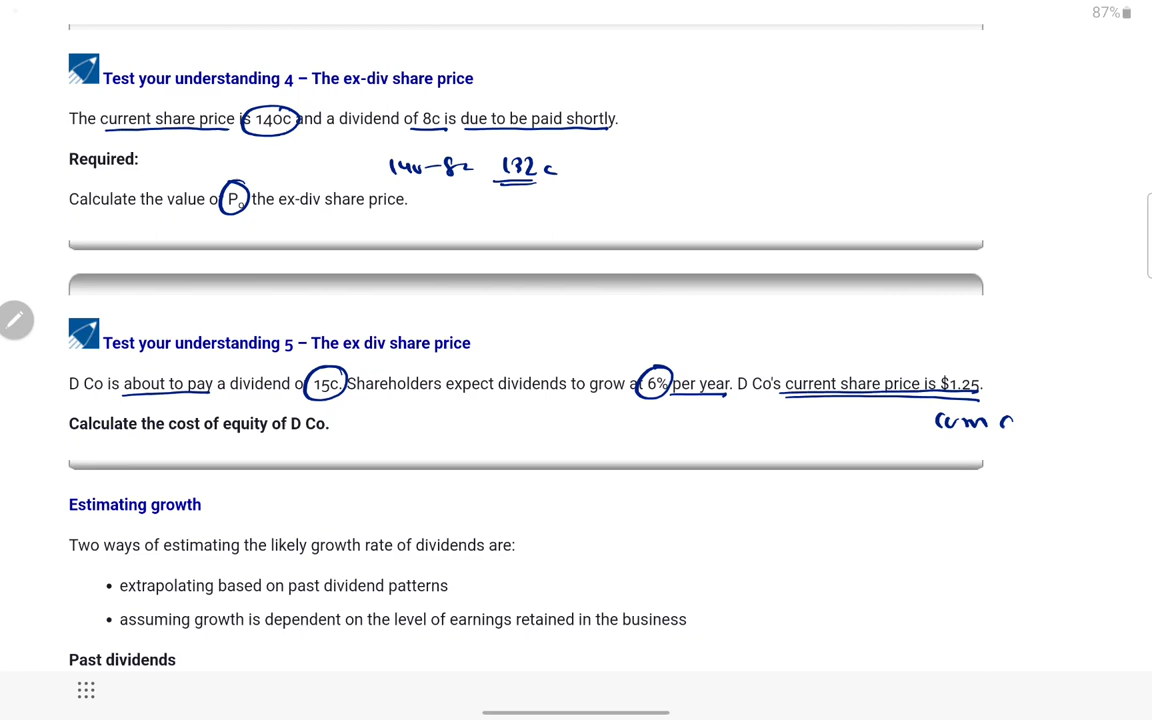 87%
Test your understanding 4 – The ex-div share price
The current share price is 140c and a dividend of 8c is due to be paid shortly.
Required:
140-8c 132 c
Calculate the value of P₀ the ex-div share price.
Test your understanding 5 – The ex div share price
D Co is about to pay a dividend of 15c. Shareholders expect dividends to grow at 6% per year. D Co's current share price is $1.25.
cum
Calculate the cost of equity of D Co.
Estimating growth
Two ways of estimating the likely growth rate of dividends are:
• extrapolating based on past dividend patterns
• assuming growth is dependent on the level of earnings retained in the business
Past dividends